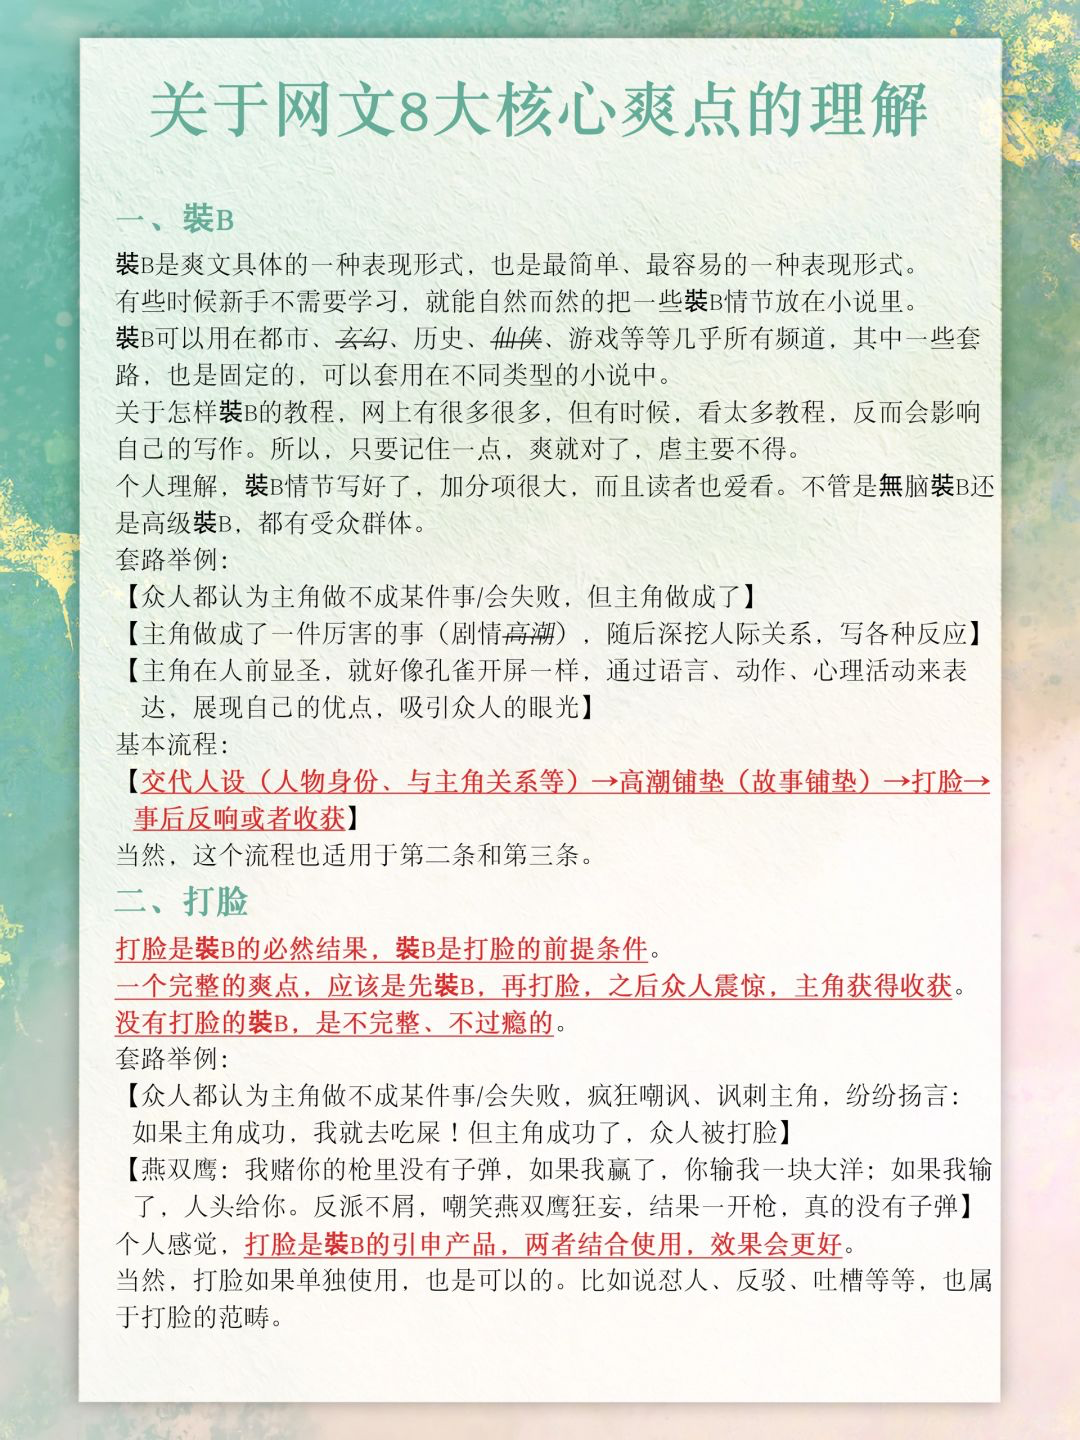 关于网文8大核心爽点的理解
一、裝B
裝B是爽文具体的一种表现形式，也是最简单、最容易的一种表现形式。
有些时候新手不需要学习，就能自然而然的把一些裝B情节放在小说里。
裝B可以用在都市、玄幻、历史、仙侠、游戏等等几乎所有频道，其中一些套
路，也是固定的，可以套用在不同类型的小说中。
关于怎样裝B的教程，网上有很多很多，但有时候，看太多教程，反而会影响
自己的写作。所以，只要记住一点，爽就对了，虐主要不得。
个人理解，裝B情节写好了，加分项很大，而且读者也爱看。不管是無脑裝B还
是高级裝B，都有受众群体。
套路举例：
【众人都认为主角做不成某件事/会失败，但主角做成了】
【主角做成了一件厉害的事（剧情高潮），随后深挖人际关系，写各种反应】
【主角在人前显圣，就好像孔雀开屏一样，通过语言、动作、心理活动来表
达，展现自己的优点，吸引众人的眼光】
基本流程：
【交代人设（人物身份、与主角关系等）→高潮铺垫（故事铺垫）→打脸→
事后反响或者收获】
当然，这个流程也适用于第二条和第三条。
二、打脸
打脸是裝B的必然结果，裝B是打脸的前提条件。
一个完整的爽点，应该是先裝B，再打脸，之后众人震惊，主角获得收获。
没有打脸的裝B，是不完整、不过瘾的。
套路举例：
【众人都认为主角做不成某件事/会失败，疯狂嘲讽、讽刺主角，纷纷扬言：
如果主角成功，我就去吃屎！但主角成功了，众人被打脸】
【燕双鹰：我赌你的枪里没有子弹，如果我赢了，你输我一块大洋；如果我输
了，人头给你。反派不屑，嘲笑燕双鹰狂妄，结果一开枪，真的没有子弹】
个人感觉，打脸是裝B的引申产品，两者结合使用，效果会更好。
当然，打脸如果单独使用，也是可以的。比如说怼人、反驳、吐槽等等，也属
于打脸的范畴。